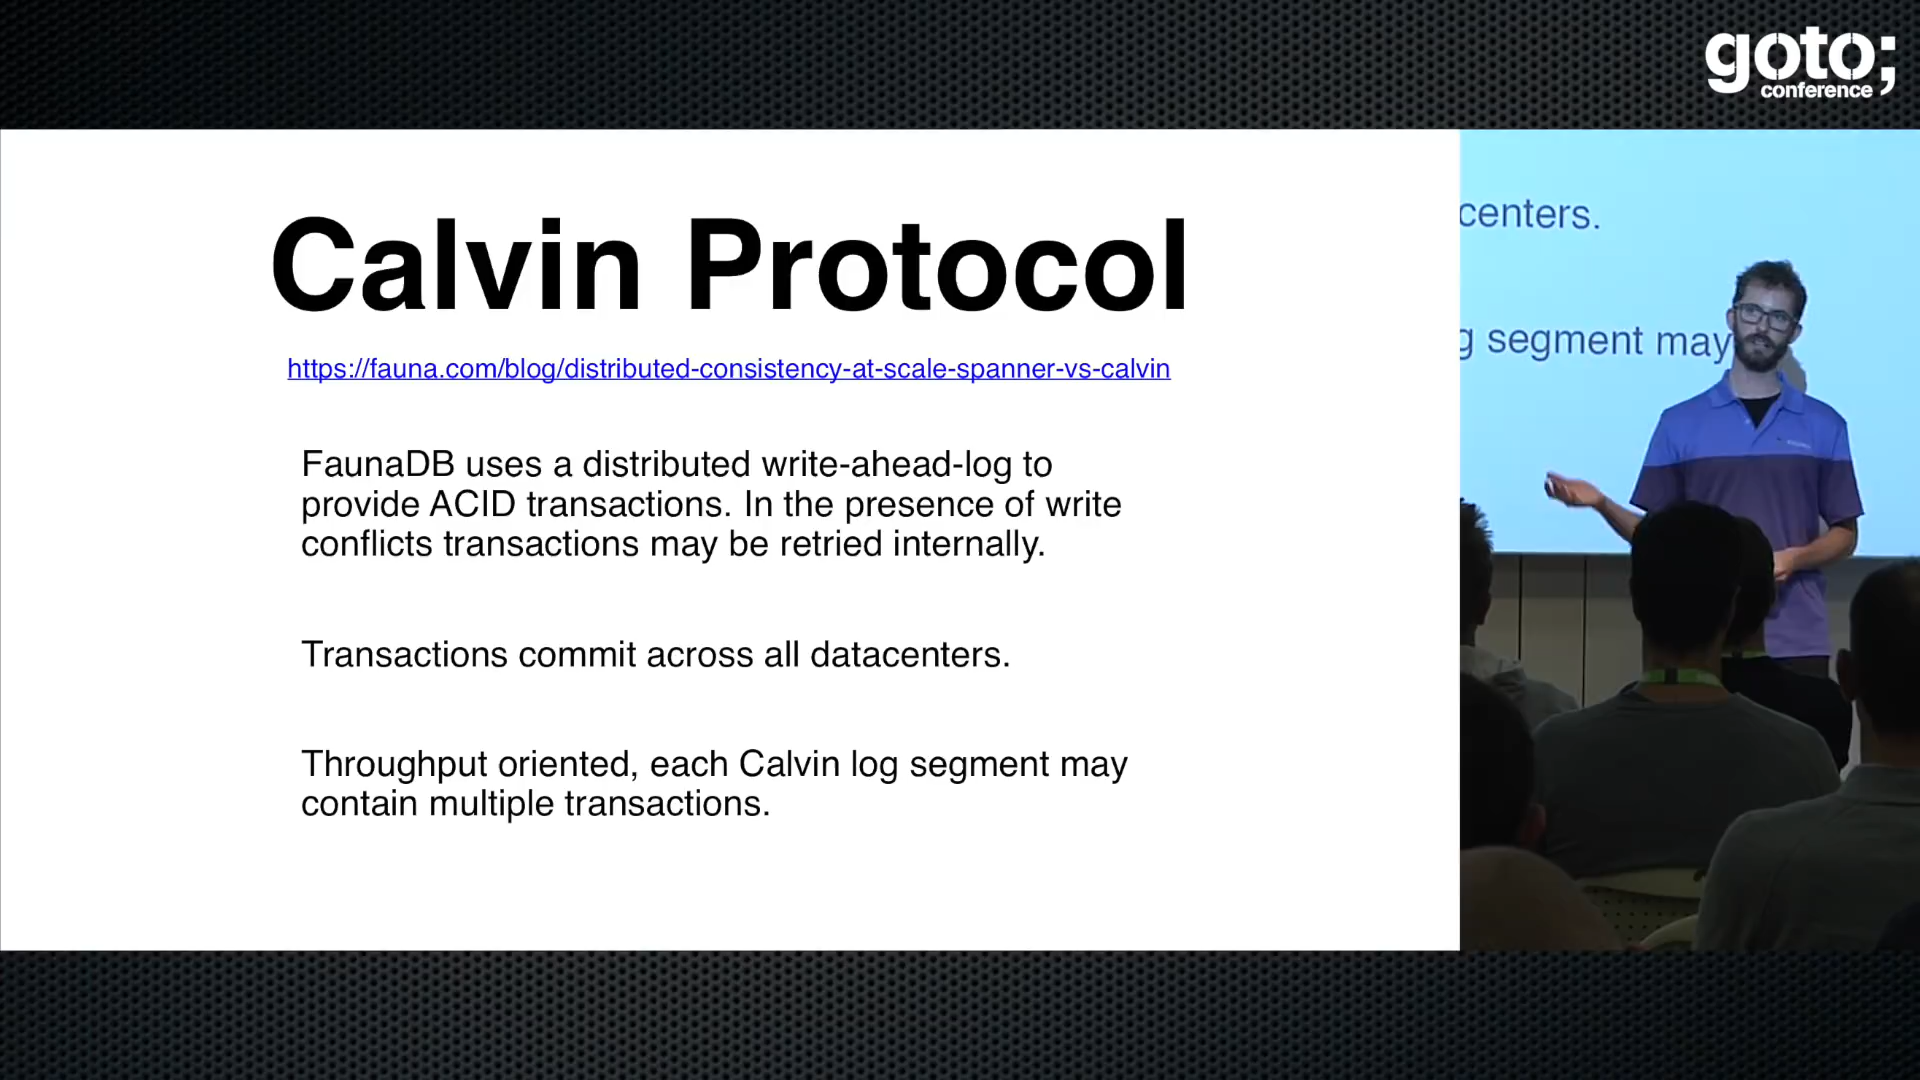 goto;
conference
Calvin Protocol
https://fauna.com/blog/distributed-consistency-at-scale-spanner-vs-calvin
FaunaDB uses a distributed write-ahead-log to
provide ACID transactions. In the presence of write
conflicts transactions may be retried internally.
Transactions commit across all datacenters.
Throughput oriented, each Calvin log segment may
contain multiple transactions.
centers.
g segment may